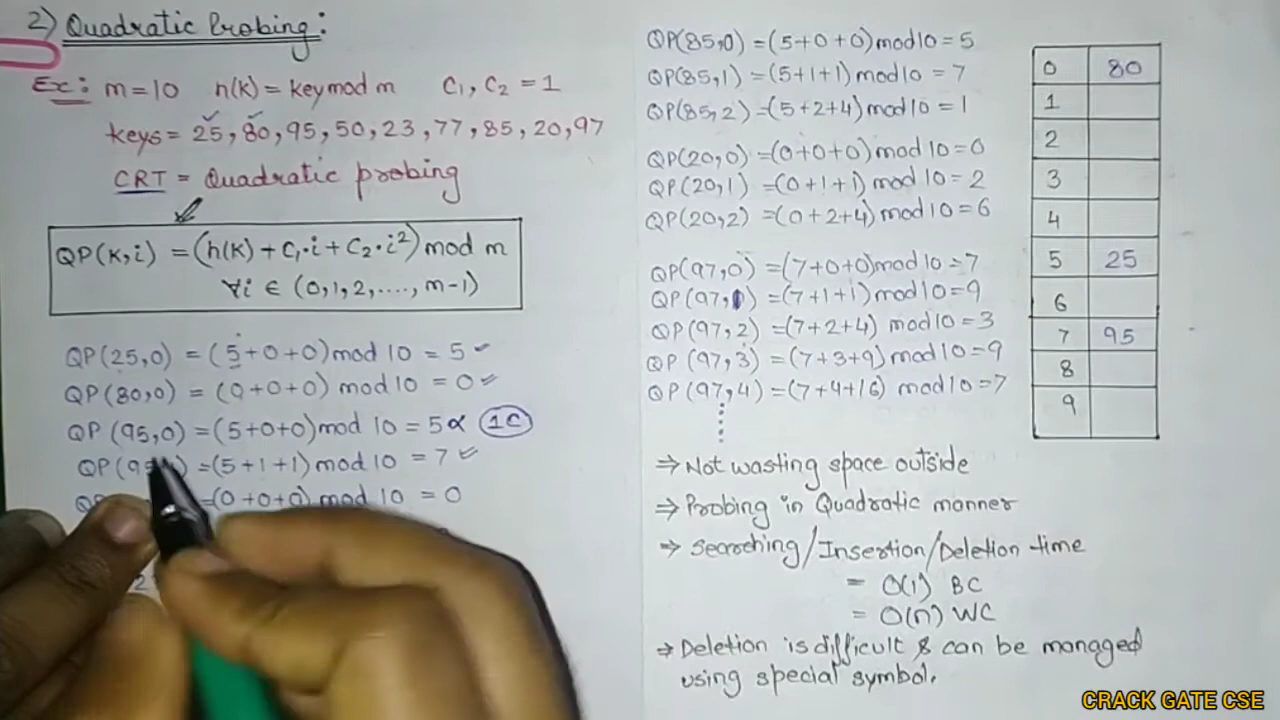 2) Quadratic Probing:
Ex: m=10 h(k)=key mod m C₁, C₂ = 1
keys = 25, 80, 95, 50, 23, 77, 85, 20, 97
CRT = Quadratic probing
QP(k,i) = (h(k) + C₁·i + C₂·i²) mod m
∀i ∈ (0,1,2,....,m-1)
QP(25,0) = (5+0+0) mod 10 = 5 ✓
QP(80,0) = (0+0+0) mod 10 = 0 ✓
QP(95,0) = (5+0+0) mod 10 = 5 α 1C
QP(95,1) = (5+1+1) mod 10 = 7 ✓
=(0+0+0) mod 10 = 0
2
QP(85,0) = (5+0+0) mod 10 = 5
QP(85,1) = (5+1+1) mod 10 = 7
QP(85,2) = (5+2+4) mod 10 = 1
QP(20,0) = (0+0+0) mod 10 = 0
QP(20,1) = (0+1+1) mod 10 = 2
QP(20,2) = (0+2+4) mod 10 = 6
QP(97,0) = (7+0+0) mod 10 = 7
QP(97,1) = (7+1+1) mod 10 = 9
QP(97,2) = (7+2+4) mod 10 = 3
QP(97,3) = (7+3+9) mod 10 = 9
QP(97,4) = (7+4+16) mod 10 = 7
⇒ Not wasting space outside
⇒ Probing in Quadratic manner
⇒ Searching/Insertion/Deletion time
= O(1) BC
= O(n) WC
⇒ Deletion is difficult & can be managed
using special symbol.
0 80
1
2
3
4
5 25
6
7 95
8
9
CRACK GATE CSE